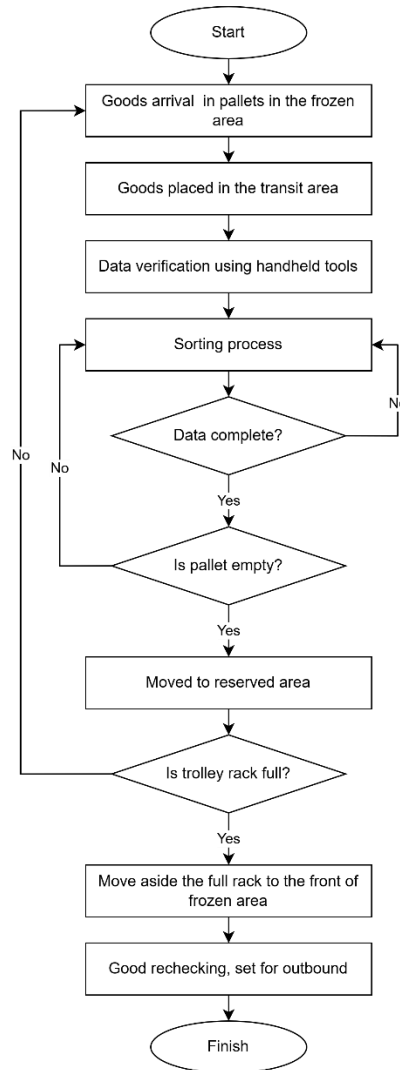 Start
Goods arrival in pallets in the frozen
area
Goods placed in the transit area
Data verification using handheld tools
Sorting process
No
Data complete?
No
No
Yes
Is pallet empty?
Yes
Moved to reserved area
Is trolley rack full?
Yes
Move aside the full rack to the front of
frozen area
Good rechecking, set for outbound
Finish